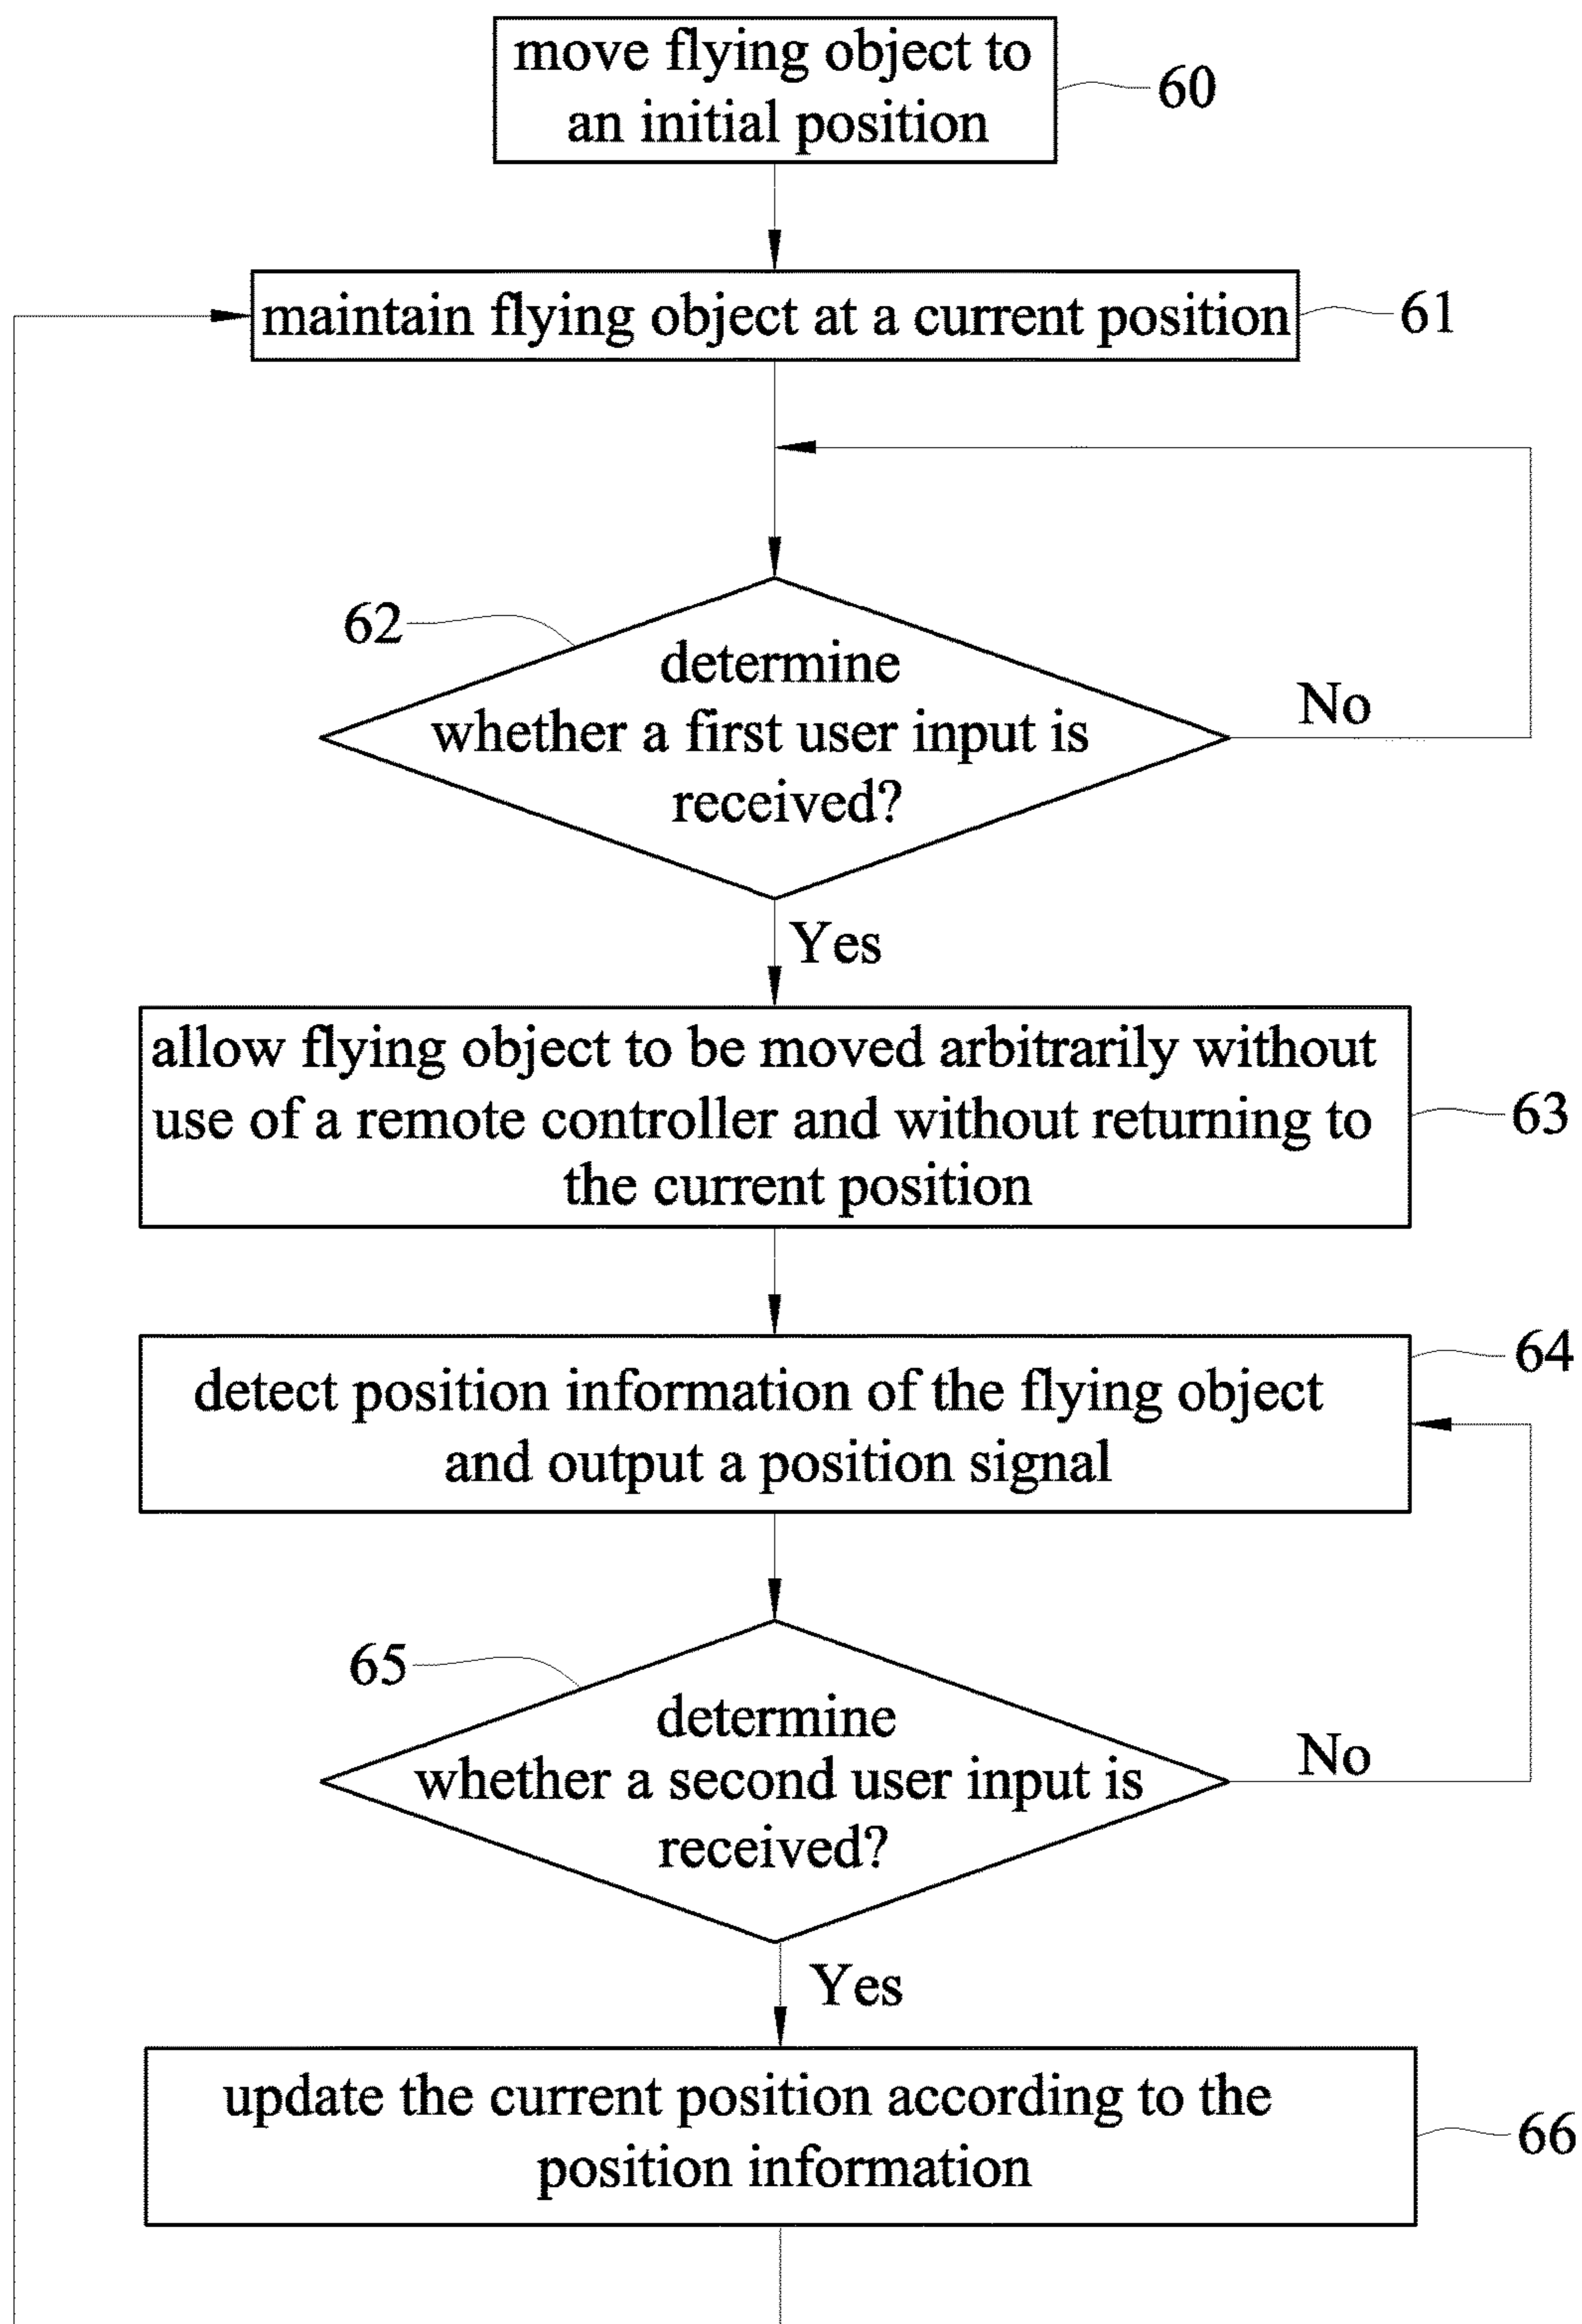 move flying object to
an initial position
60
maintain flying object at a current position
61
62
determine
whether a first user input is
received?
No
Yes
allow flying object to be moved arbitrarily without
use of a remote controller and without returning to
the current position
63
detect position information of the flying object
and output a position signal
64
65
determine
whether a second user input is
received?
No
Yes
update the current position according to the
position information
66